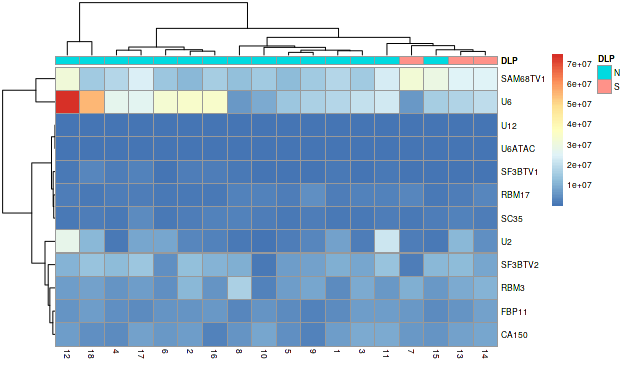 DLP
SAM68TV1
U6
U12
U6ATAC
SF3BTV1
RBM17
SC35
U2
SF3BTV2
RBM3
FBP11
CA150
12 18 4 17 6 2 16 8 10 5 9 1 3 11 7 15 13 14
7e+07
6e+07
5e+07
4e+07
3e+07
2e+07
1e+07
DLP
N
S